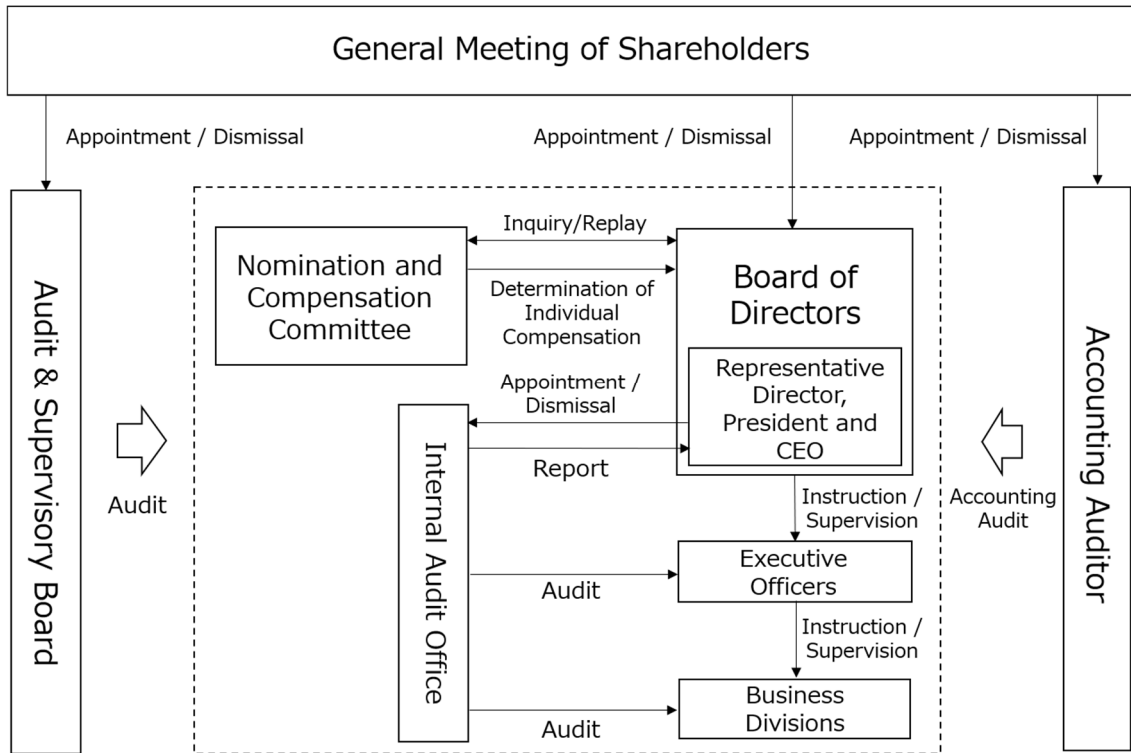 General Meeting of Shareholders
Appointment / Dismissal
Appointment / Dismissal
Appointment / Dismissal
Audit & Supervisory Board
Audit
Nomination and
Compensation
Committee
Inquiry/Replay
Determination of
Individual
Compensation
Board of
Directors
Representative
Director,
President and
CEO
Appointment /
Dismissal
Report
Internal Audit Office
Instruction /
Supervision
Executive
Officers
Audit
Instruction /
Supervision
Business
Divisions
Audit
Accounting
Audit
Accounting Auditor